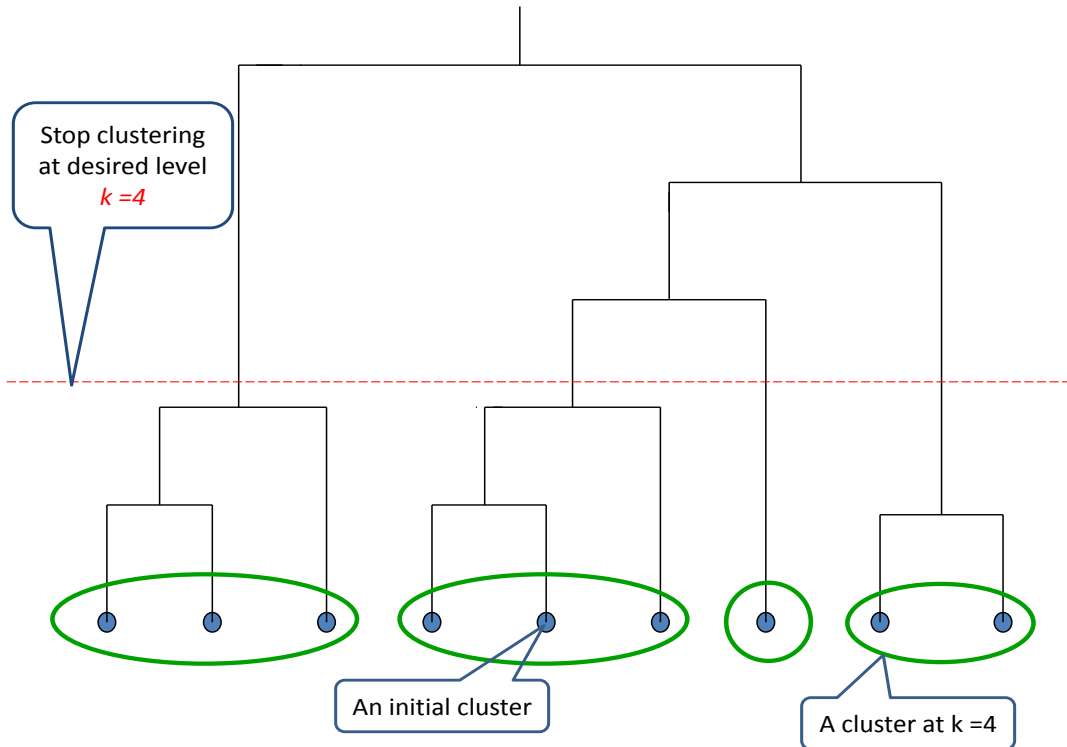 Stop clustering
at desired level
k =4
An initial cluster
A cluster at k =4